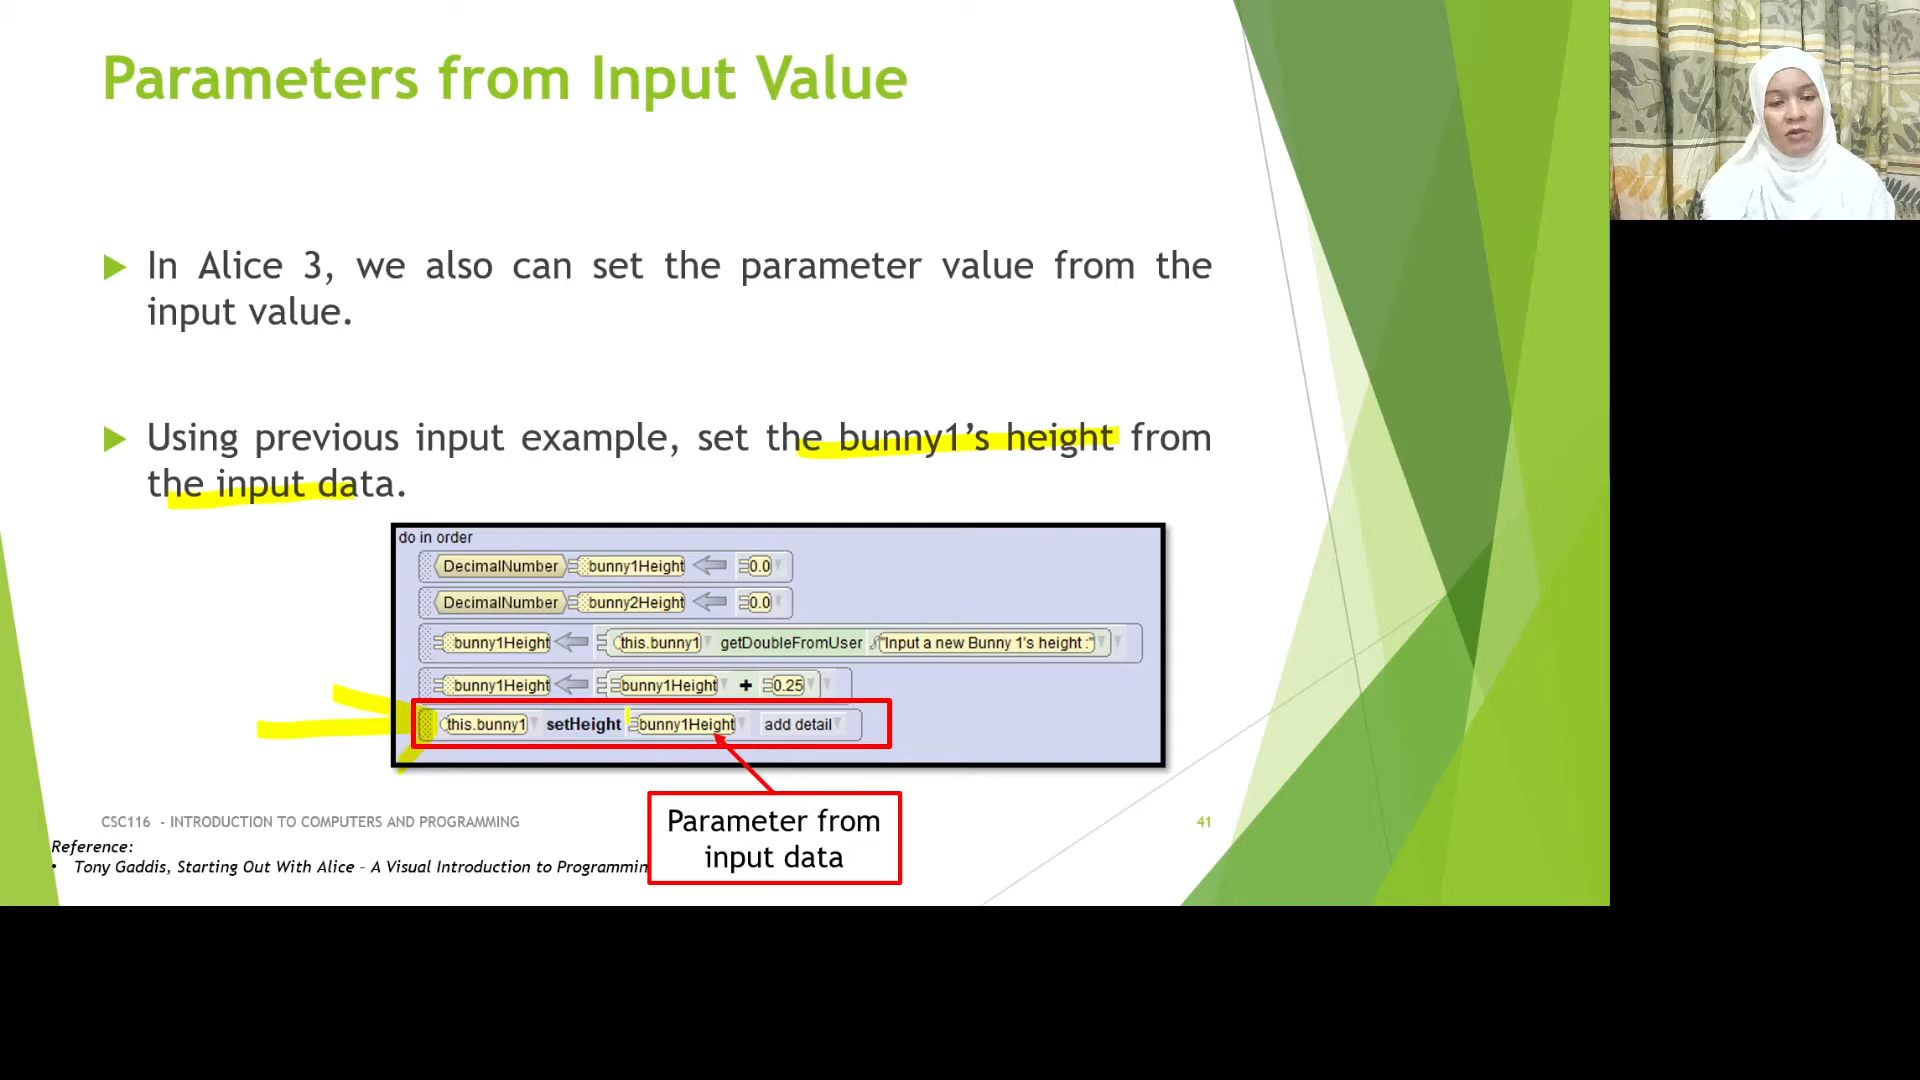 Parameters from Input Value
In Alice 3, we also can set the parameter value from the
input value.
Using previous input example, set the bunny1’s height from
the input data.
do in order
DecimalNumber bunny1Height 0.0
DecimalNumber bunny2Height 0.0
bunny1Height this.bunny1 getDoubleFromUser "Input a new Bunny 1's height :"
bunny1Height bunny1Height + 0.25
this.bunny1 setHeight bunny1Height add detail
Parameter from
input data
CSC116 - INTRODUCTION TO COMPUTERS AND PROGRAMMING
41
Reference:
• Tony Gaddis, Starting Out With Alice – A Visual Introduction to